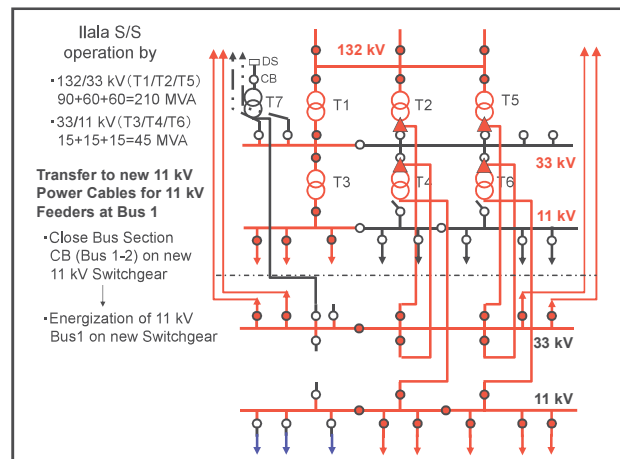 Ilala S/S
operation by
・132/33 kV(T1/T2/T5)
90+60+60=210 MVA
・33/11 kV(T3/T4/T6)
15+15+15=45 MVA
Transfer to new 11 kV
Power Cables for 11 kV
Feeders at Bus 1
・Close Bus Section
CB (Bus 1-2) on new
11 kV Switchgear
・Energization of 11 kV
Bus1 on new Switchgear
132 kV
DS
CB
T7
T1
T2
T5
33 kV
T3
T4
T6
11 kV
33 kV
11 kV